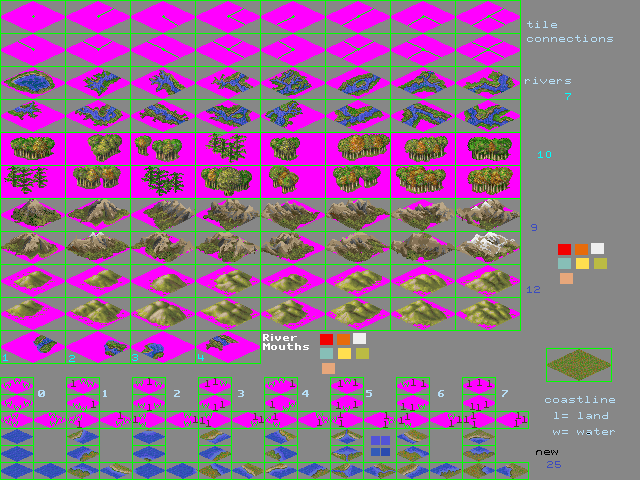 tile
connections
rivers
7
10
9
12
River
Mouths
1 2 3 4
0 1 2 3 4 5 6 7
coastline
l= land
w= water
new
25